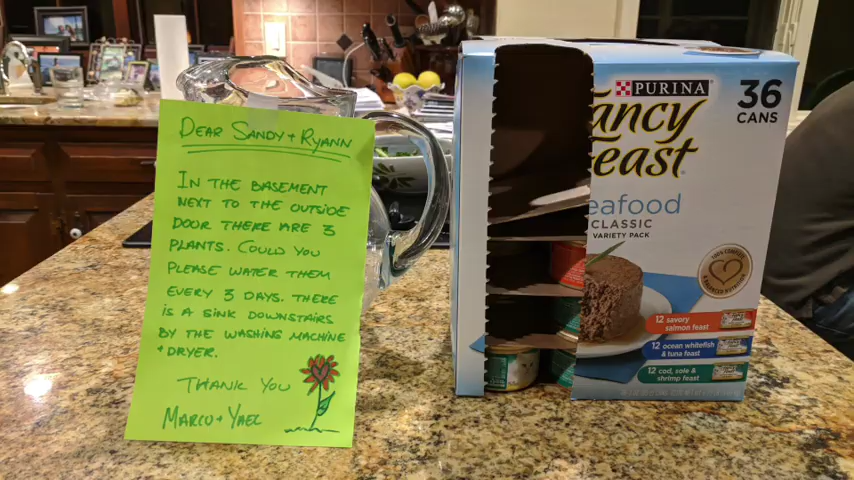 DEAR SANDY + RYANN
IN THE BASEMENT
NEXT TO THE OUTSIDE
DOOR THERE ARE 3
PLANTS. COULD YOU
PLEASE WATER THEM
EVERY 3 DAYS. THERE
IS A SINK DOWNSTAIRS
BY THE WASHING MACHINE
+ DRYER.
THANK YOU
MARCO + YAEL
PURINA
36
CANS
ancy
east
eafood
CLASSIC
VARIETY PACK
12 savory
salmon feast
12 ocean whitefish
& tuna feast
12 cod, sole &
shrimp feast